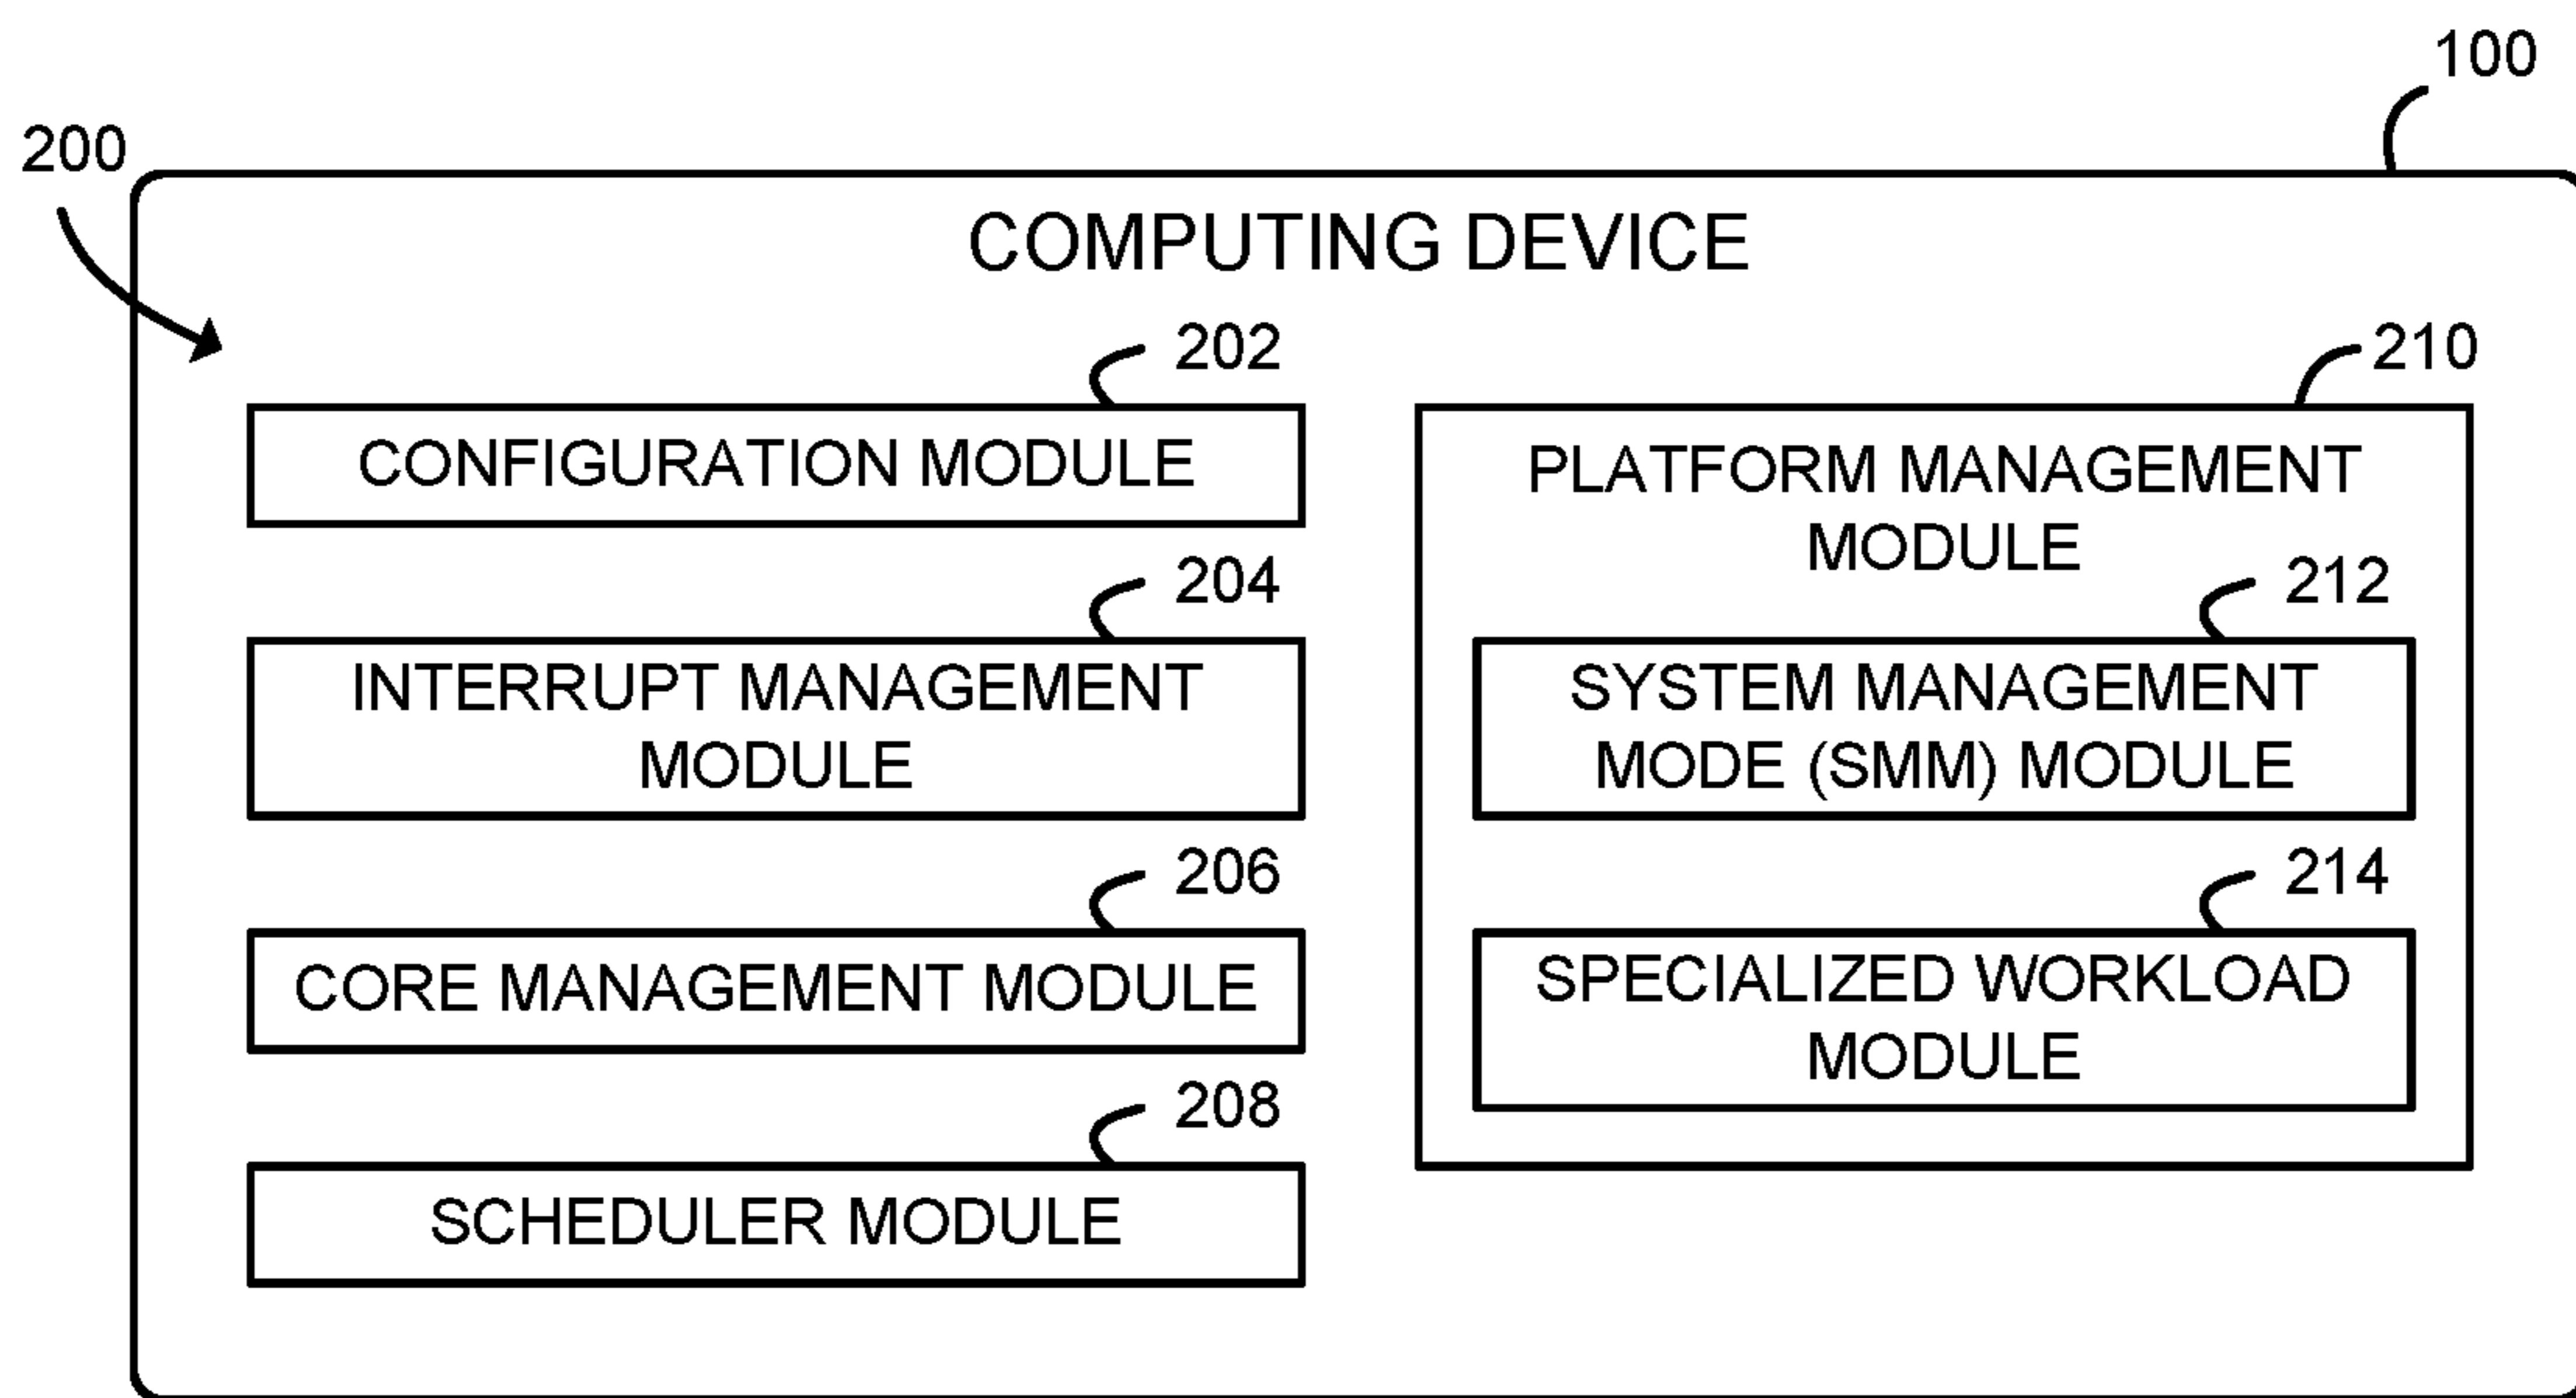 100
200
COMPUTING DEVICE
202
CONFIGURATION MODULE
204
INTERRUPT MANAGEMENT
MODULE
206
CORE MANAGEMENT MODULE
208
SCHEDULER MODULE
210
PLATFORM MANAGEMENT
MODULE
212
SYSTEM MANAGEMENT
MODE (SMM) MODULE
214
SPECIALIZED WORKLOAD
MODULE